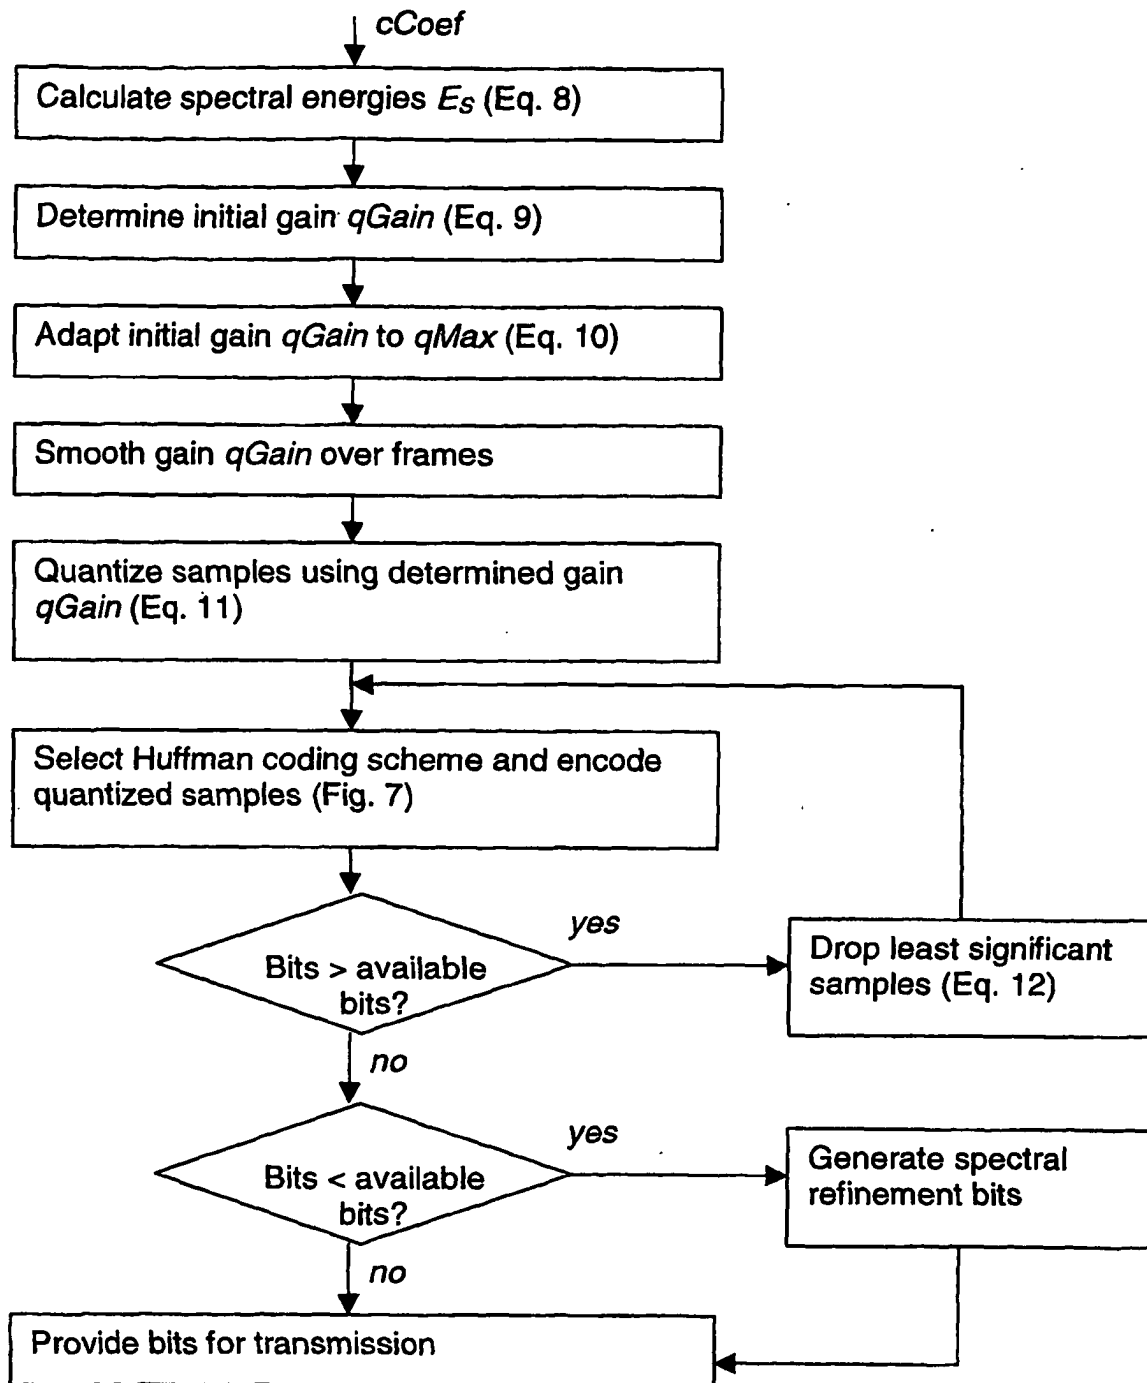 cCoef
Calculate spectral energies ES (Eq. 8)
Determine initial gain qGain (Eq. 9)
Adapt initial gain qGain to qMax (Eq. 10)
Smooth gain qGain over frames
Quantize samples using determined gain
qGain (Eq. 11)
Select Huffman coding scheme and encode
quantized samples (Fig. 7)
yes
Bits > available
bits?
Drop least significant
samples (Eq. 12)
no
yes
Bits < available
bits?
Generate spectral
refinement bits
no
Provide bits for transmission